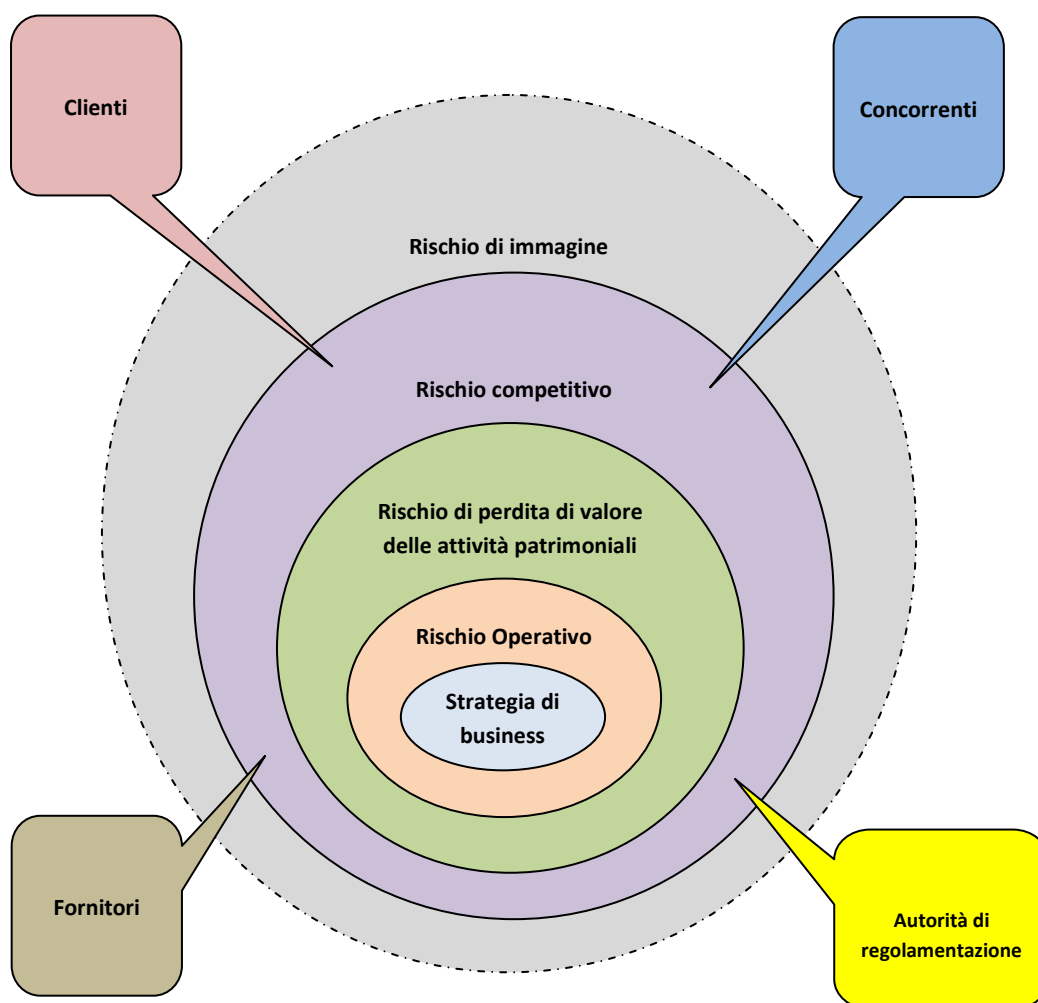 Clienti
Concorrenti
Rischio di immagine
Rischio competitivo
Rischio di perdita di valore
delle attività patrimoniali
Rischio Operativo
Strategia di
business
Fornitori
Autorità di
regolamentazione